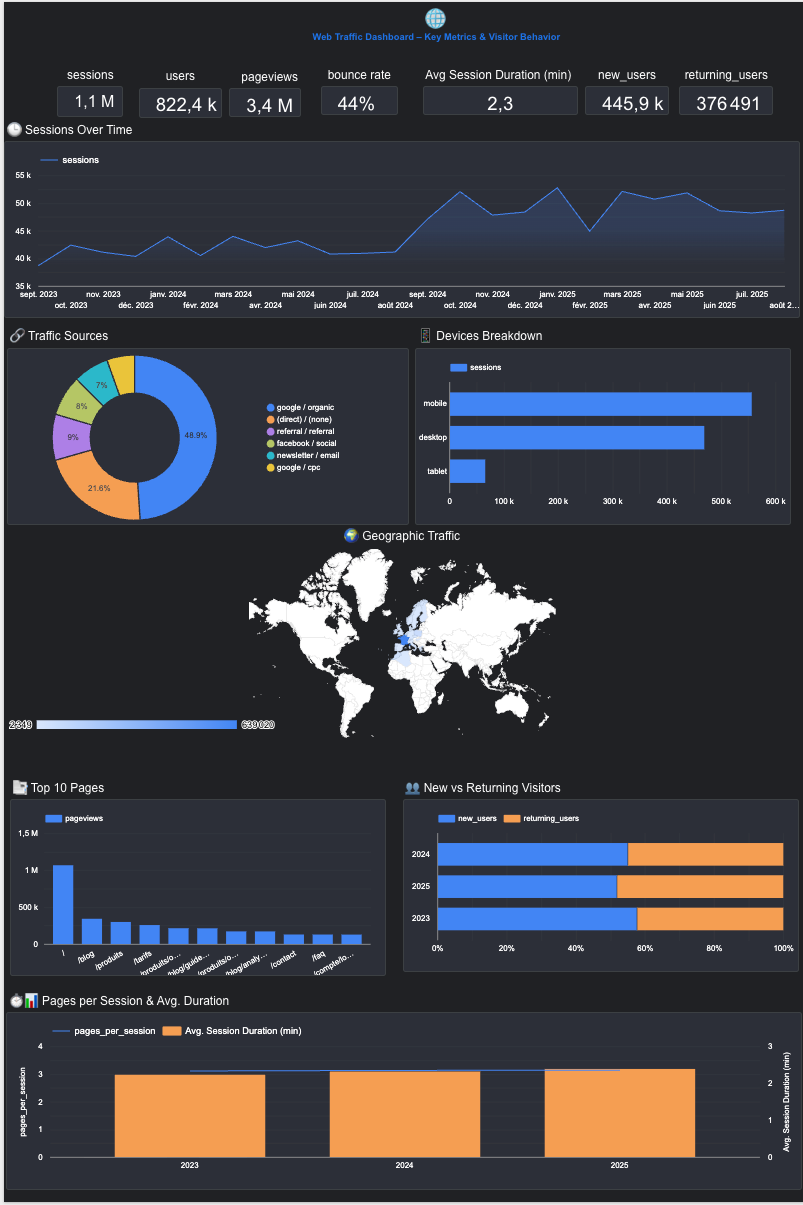 Web Traffic Dashboard – Key Metrics & Visitor Behavior
sessions users pageviews bounce rate Avg Session Duration (min) new_users returning_users
1,1 M 822,4 k 3,4 M 44% 2,3 445,9 k 376 491
Sessions Over Time
sessions
55 k
50 k
45 k
40 k
35 k
sept. 2023 nov. 2023 janv. 2024 mars 2024 mai 2024 juil. 2024 sept. 2024 nov. 2024 janv. 2025 mars 2025 mai 2025 juil. 2025
oct. 2023 déc. 2023 févr. 2024 avr. 2024 juin 2024 août 2024 oct. 2024 déc. 2024 févr. 2025 avr. 2025 juin 2025 août 2…
Traffic Sources
48.9%
21.6%
9%
8%
7%
google / organic
(direct) / (none)
referral / referral
facebook / social
newsletter / email
google / cpc
Devices Breakdown
sessions
mobile
desktop
tablet
0 100 k 200 k 300 k 400 k 500 k 600 k
Geographic Traffic
2 349 639 020
Top 10 Pages
pageviews
1,5 M
1 M
500 k
0
/ /blog /produits /tarifs /produits/o… /blog/guide… /produits/o… /blog/analy… /contact /faq /compte/lo…
New vs Returning Visitors
new_users returning_users
2024
2025
2023
0% 20% 40% 60% 80% 100%
Pages per Session & Avg. Duration
pages_per_session Avg. Session Duration (min)
pages_per_session
4
3
2
1
0
2023 2024 2025
3
2
1
0
Avg. Session Duration (min)